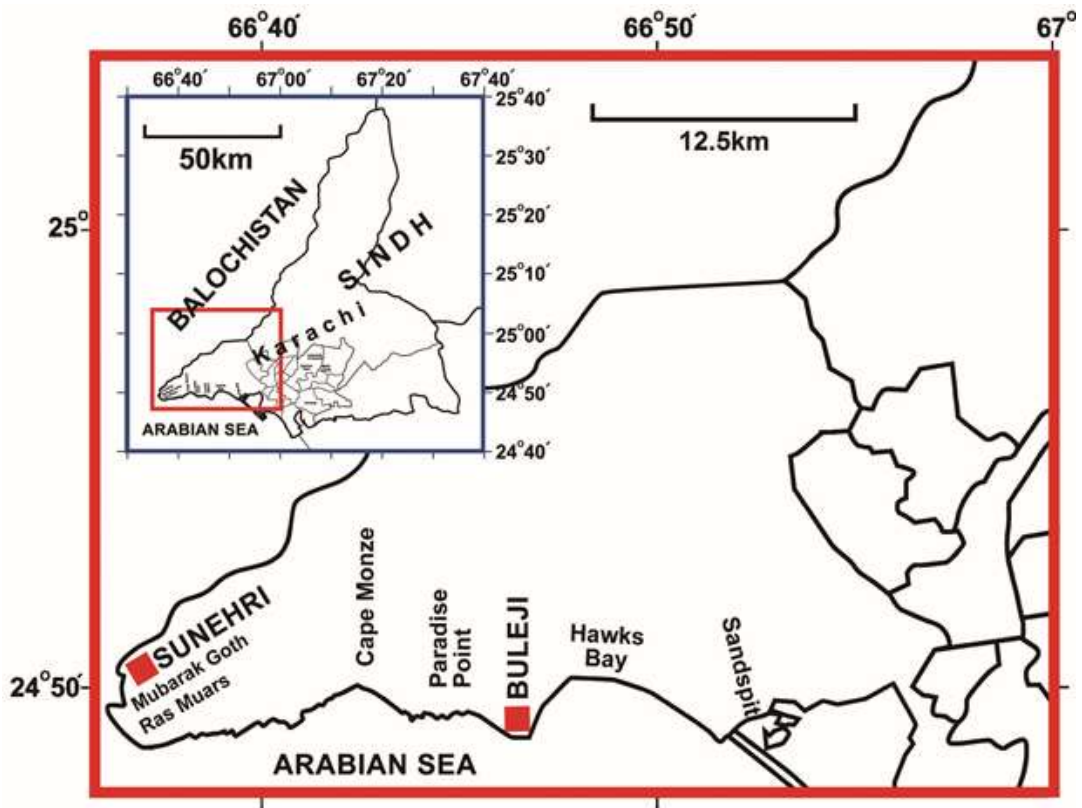 66°40´
66°50´
67°
66°40´
67°00´
67°20´
67°40´
25°40´
25°30´
25°20´
25°10´
25°00´
24°50´
24°40´
50km
12.5km
BALOCHISTAN
SINDH
Karachi
ARABIAN SEA
25°
24°50´
SUNEHRI
Mubarak Goth
Ras Muars
Cape Monze
Paradise
Point
BULEJI
Hawks
Bay
Sandspit
ARABIAN SEA